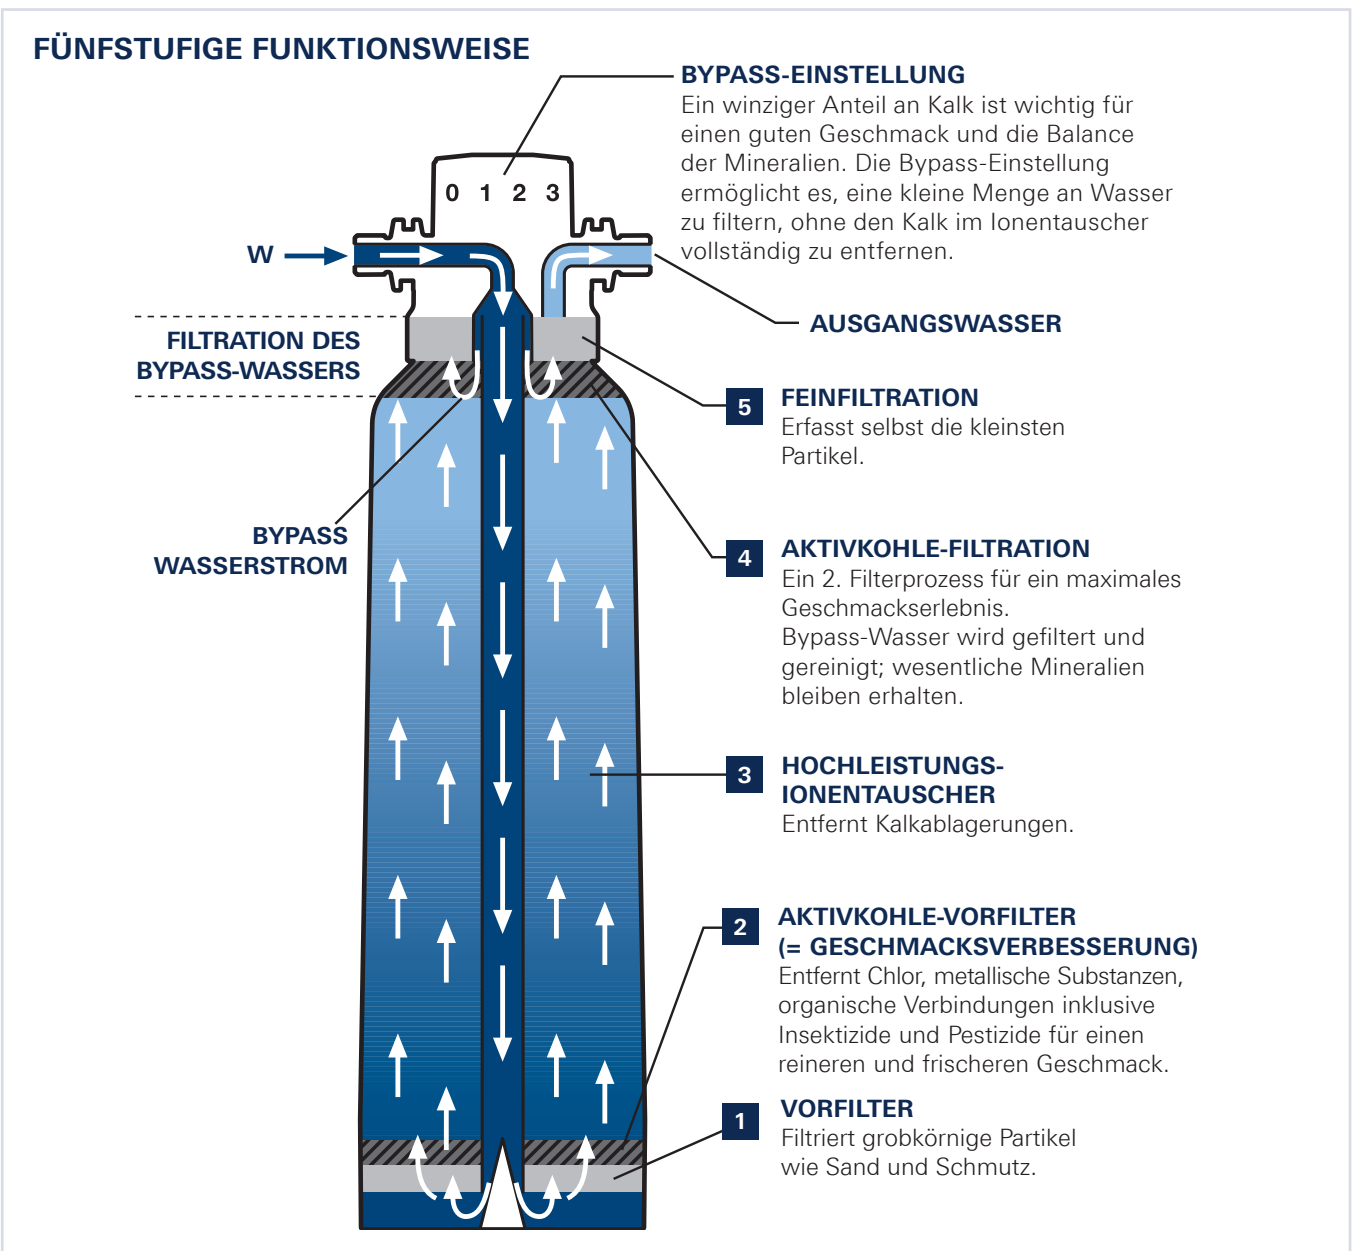 FÜNFSTUFIGE FUNKTIONSWEISE
BYPASS-EINSTELLUNG
Ein winziger Anteil an Kalk ist wichtig für
einen guten Geschmack und die Balance
der Mineralien. Die Bypass-Einstellung
ermöglicht es, eine kleine Menge an Wasser
zu filtern, ohne den Kalk im Ionentauscher
vollständig zu entfernen.
0 1 2 3
W
AUSGANGSWASSER
FILTRATION DES
BYPASS-WASSERS
5 FEINFILTRATION
Erfasst selbst die kleinsten
Partikel.
BYPASS
WASSERSTROM
4 AKTIVKOHLE-FILTRATION
Ein 2. Filterprozess für ein maximales
Geschmackserlebnis.
Bypass-Wasser wird gefiltert und
gereinigt; wesentliche Mineralien
bleiben erhalten.
3 HOCHLEISTUNGS-
IONENTAUSCHER
Entfernt Kalkablagerungen.
2 AKTIVKOHLE-VORFILTER
(= GESCHMACKSVERBESSERUNG)
Entfernt Chlor, metallische Substanzen,
organische Verbindungen inklusive
Insektizide und Pestizide für einen
reineren und frischeren Geschmack.
1 VORFILTER
Filtriert grobkörnige Partikel
wie Sand und Schmutz.